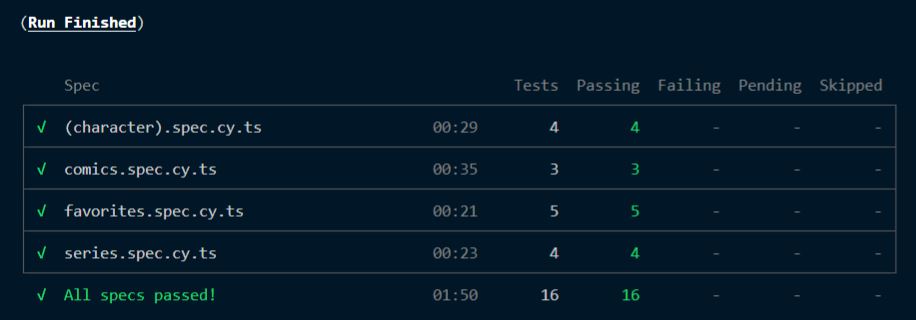 (Run Finished)
Spec Tests Passing Failing Pending Skipped
√ (character).spec.cy.ts 00:29 4 4 - - -
√ comics.spec.cy.ts 00:35 3 3 - - -
√ favorites.spec.cy.ts 00:21 5 5 - - -
√ series.spec.cy.ts 00:23 4 4 - - -
√ All specs passed! 01:50 16 16 - - -